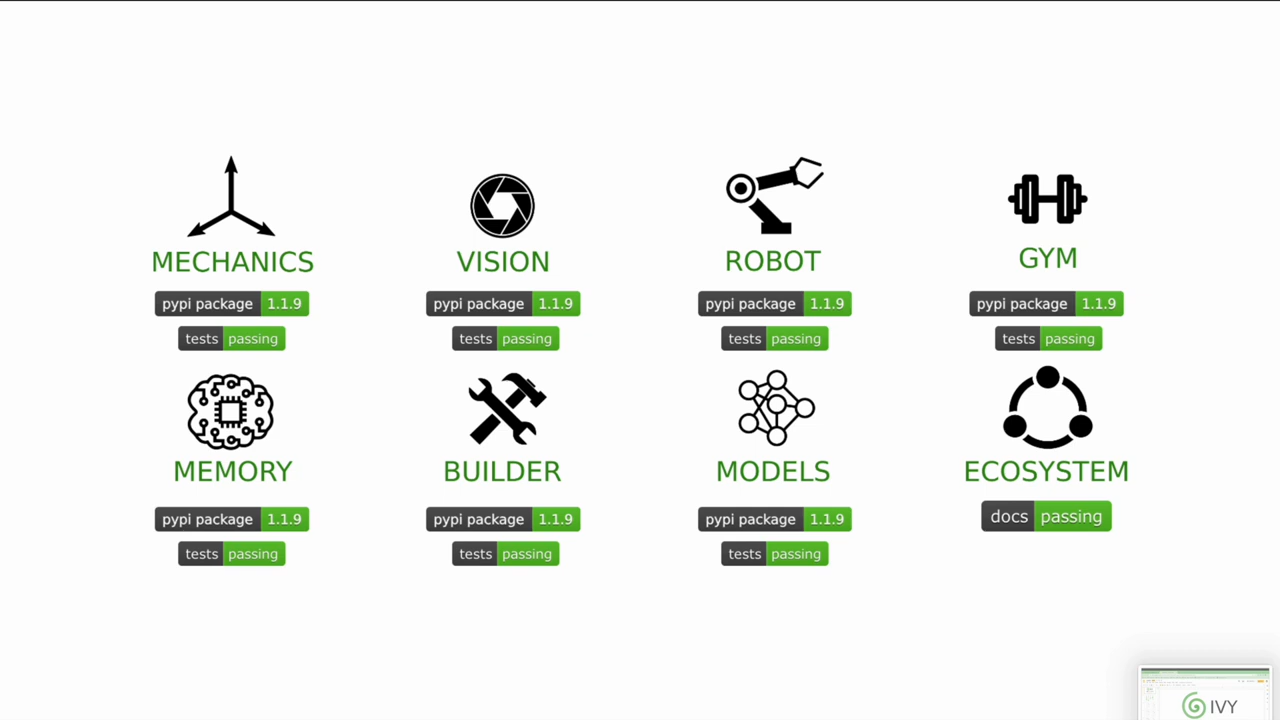 MECHANICS VISION ROBOT GYM
pypi package 1.1.9 pypi package 1.1.9 pypi package 1.1.9 pypi package 1.1.9
tests passing tests passing tests passing tests passing
MEMORY BUILDER MODELS ECOSYSTEM
pypi package 1.1.9 pypi package 1.1.9 pypi package 1.1.9 docs passing
tests passing tests passing tests passing
IVY